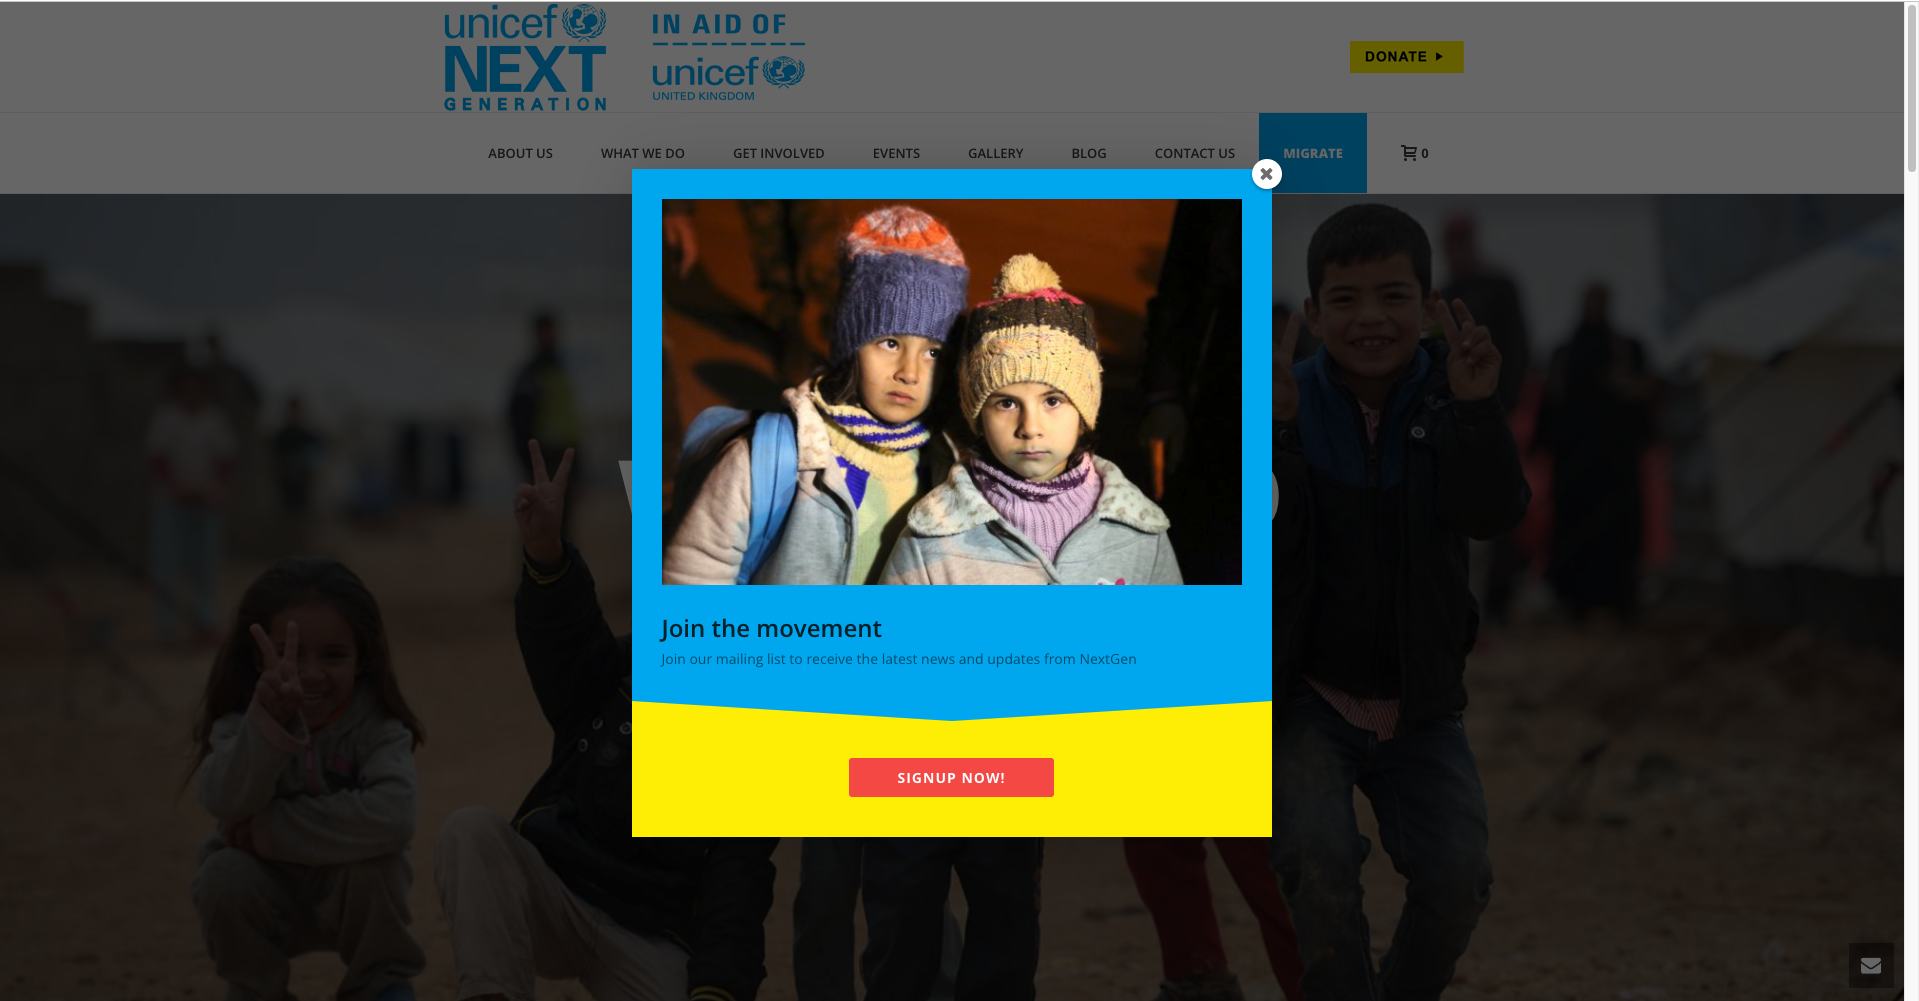 unicef
NEXT
GENERATION
IN AID OF
unicef
UNITED KINGDOM
DONATE
ABOUT US
WHAT WE DO
GET INVOLVED
EVENTS
GALLERY
BLOG
CONTACT US
MIGRATE
0
Join the movement
Join our mailing list to receive the latest news and updates from NextGen
SIGNUP NOW!